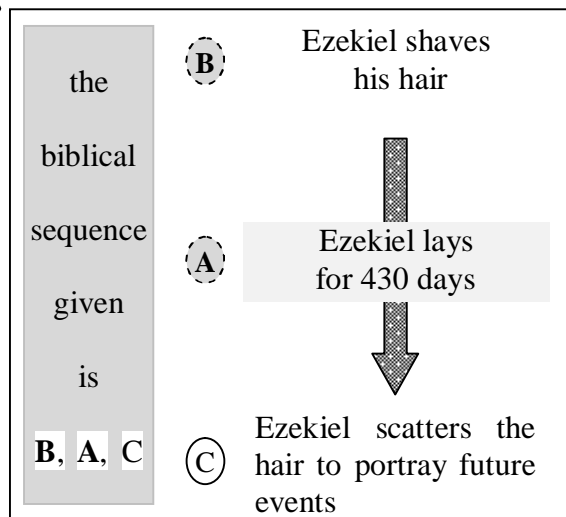 the
biblical
sequence
given
is
B, A, C
B
Ezekiel shaves
his hair
A
Ezekiel lays
for 430 days
C
Ezekiel scatters the
hair to portray future
events